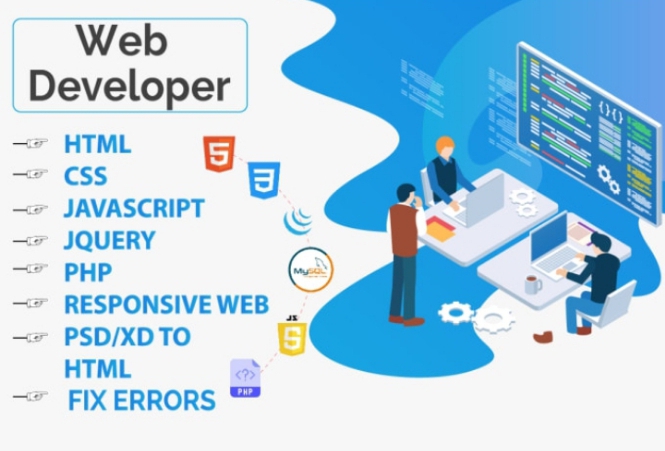 Web
Developer
HTML
CSS
JAVASCRIPT
JQUERY
PHP
RESPONSIVE WEB
PSD/XD TO
HTML
FIX ERRORS
5
3
MySQL
JS
5
<?>
PHP
{}{}